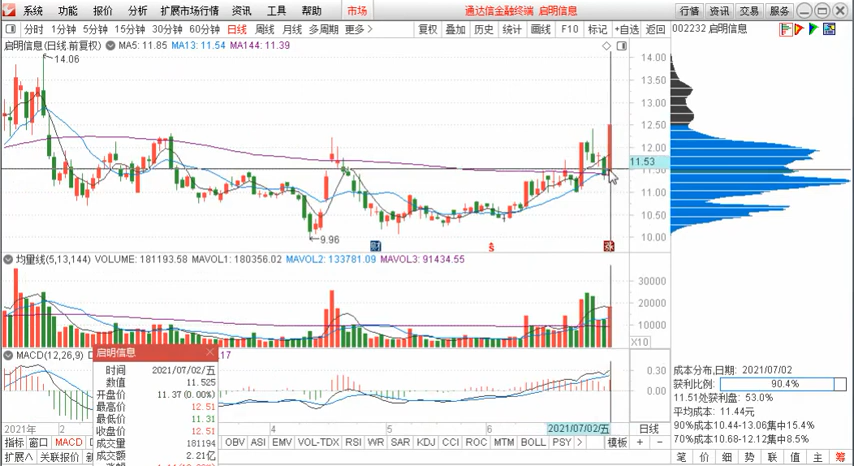 系统 功能 报价 分析 扩展市场行情 资讯 工具 帮助 市场 通达信金融终端 启明信息 行情 资讯 交易 服务
分时 1分钟 5分钟 15分钟 30分钟 60分钟 日线 周线 月线 多周期 更多> 复权 叠加 历史 统计 画线 F10 标记 +自选 返回 002232 启明信息
启明信息(日线.前复权) MA5: 11.85 MA13: 11.54 MA144: 11.39
14.06
14.00
13.50
13.00
12.50
12.00
11.53
11.00
10.50
10.00
9.96
财
$
涨
均量线(5,13,144) VOLUME: 181193.58 MAVOL1: 180356.02 MAVOL2: 133781.09 MAVOL3: 91434.55
30000
20000
10000
X10
MACD(12,26,9)
17
0.30
0.00
启明信息
时间 2021/07/02/五
数值 11.525
开盘价 11.37(0.00%)
最高价 12.51
最低价 11.31
收盘价 12.51
成交量 181194
成交额 2.21亿
2021年 2 4 5 6 2021/07/02/五 日线
指标 窗口 MACD OBV ASI EMV VOL-TDX RSI WR SAR KDJ CCI ROC MTM BOLL PSY 模板 + －
扩展∧ 关联报价
成本分布,日期: 2021/07/02
获利比例: 90.4%
11.51处获利盘: 53.0%
平均成本: 11.44元
90%成本10.44-13.06集中15.4%
70%成本10.68-12.12集中8.5%
笔 价 细 势 联 值 主 筹